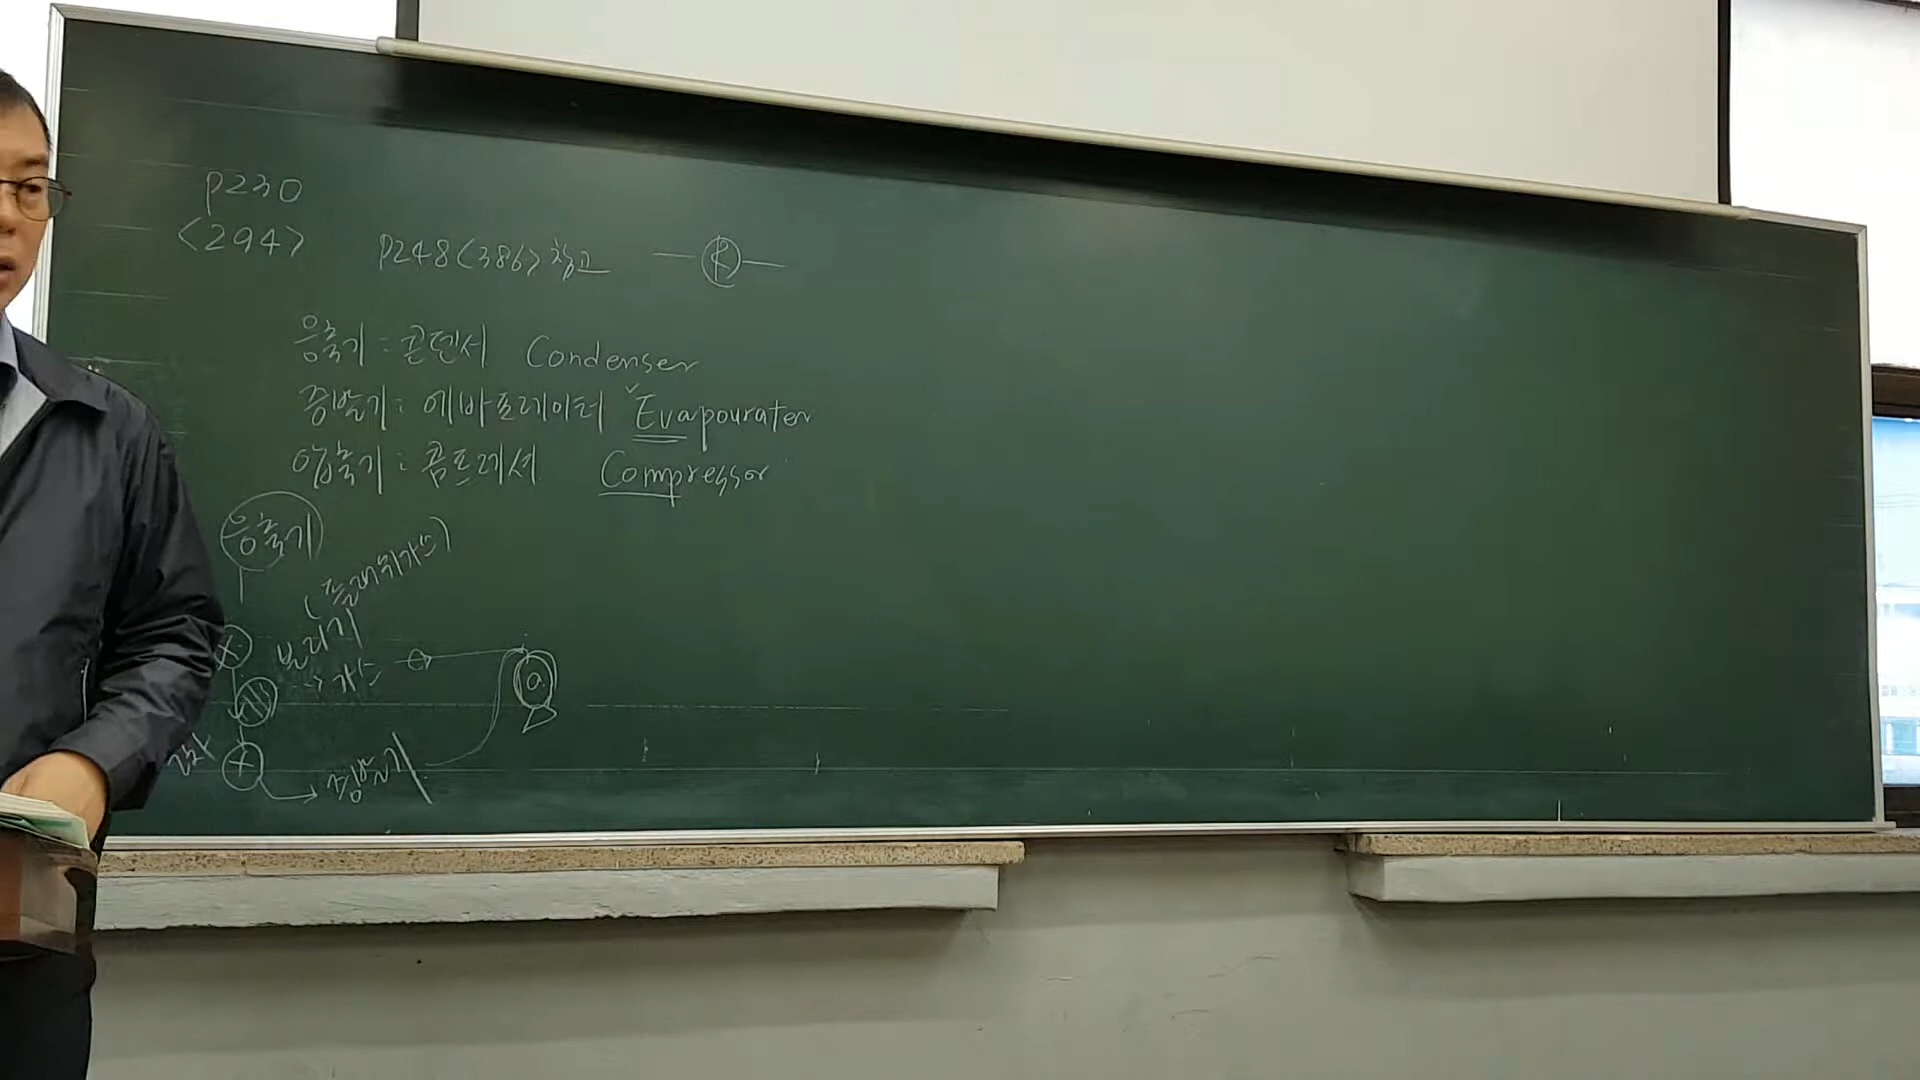 P230
<294>
P248<386>참고 R
응축기 = 콘덴서 Condenser
증발기 : 에바프레이터 Evapourater
압축기 : 콤프레셔 Compressor
응축기
(플래쉬가스)
분리기
→ 가스
a
증발기